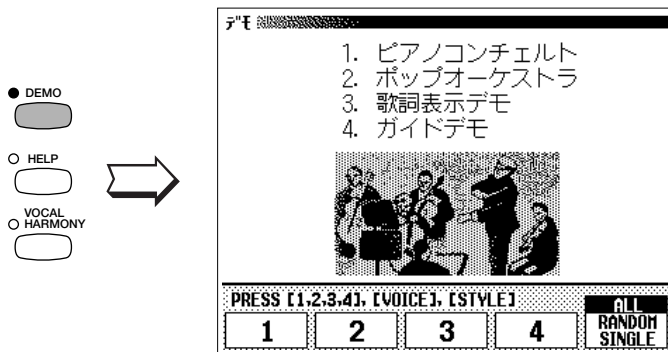 DEMO
HELP
VOCAL
HARMONY
デモ
1. ピアノコンチェルト
2. ポップオーケストラ
3. 歌詞表示デモ
4. ガイドデモ
PRESS [1,2,3,4], [VOICE], [STYLE]
1 2 3 4
ALL
RANDOM
SINGLE